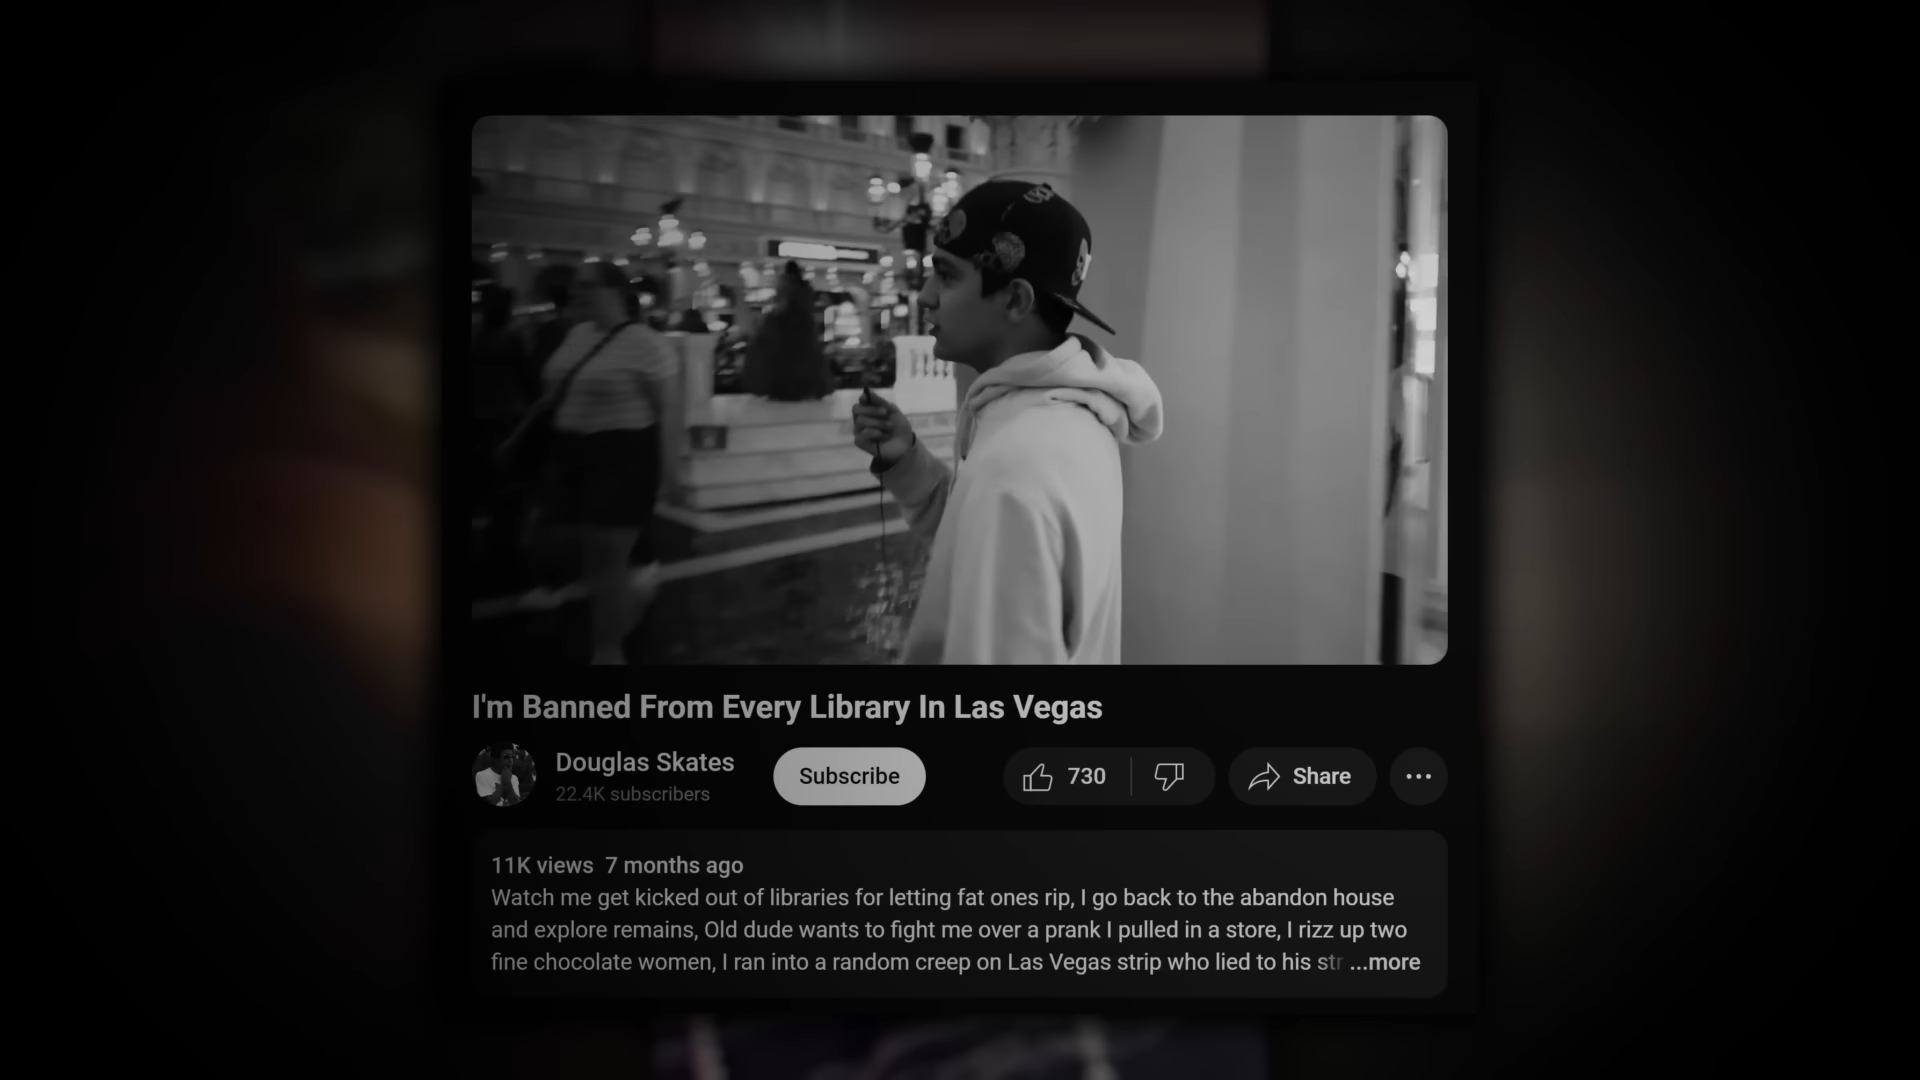 I'm Banned From Every Library In Las Vegas
Douglas Skates
22.4K subscribers
Subscribe
730
Share
11K views 7 months ago
Watch me get kicked out of libraries for letting fat ones rip, I go back to the abandon house
and explore remains, Old dude wants to fight me over a prank I pulled in a store, I rizz up two
fine chocolate women, I ran into a random creep on Las Vegas strip who lied to his str ...more